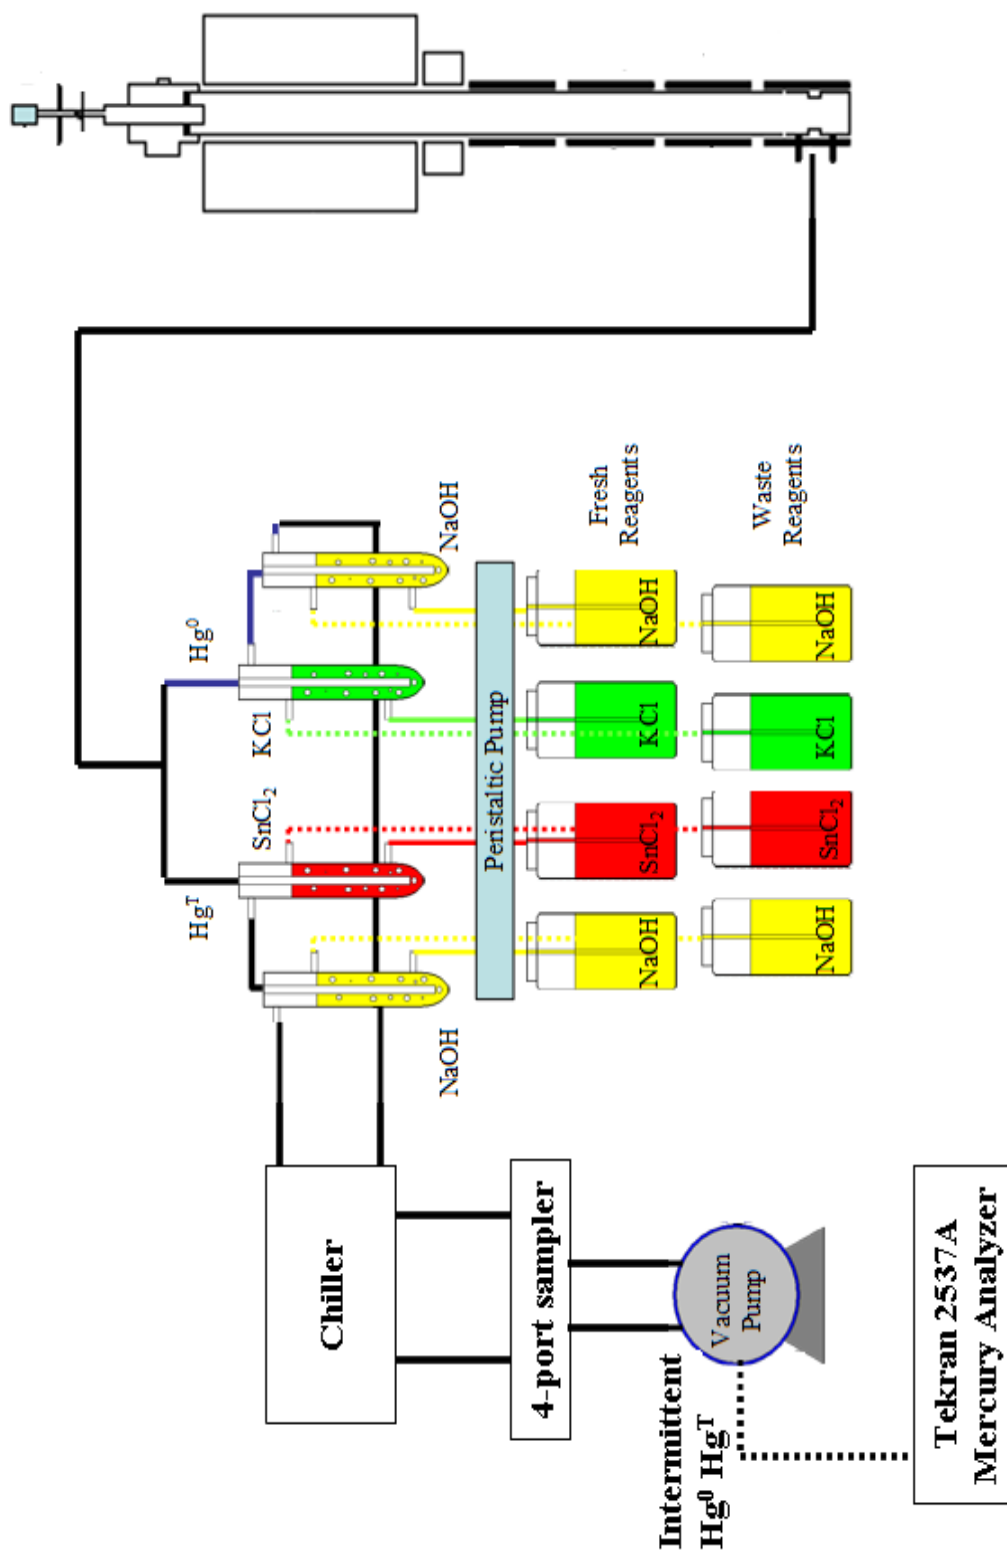 Hg⁰
HgT
KCl
SnCl₂
NaOH
NaOH
Peristaltic Pump
NaOH
SnCl₂
KCl
NaOH
Fresh
Reagents
NaOH
SnCl₂
KCl
NaOH
Waste
Reagents
Chiller
4-port sampler
Vacuum
Pump
Intermittent
Hg⁰ HgT
Tekran 2537A
Mercury Analyzer